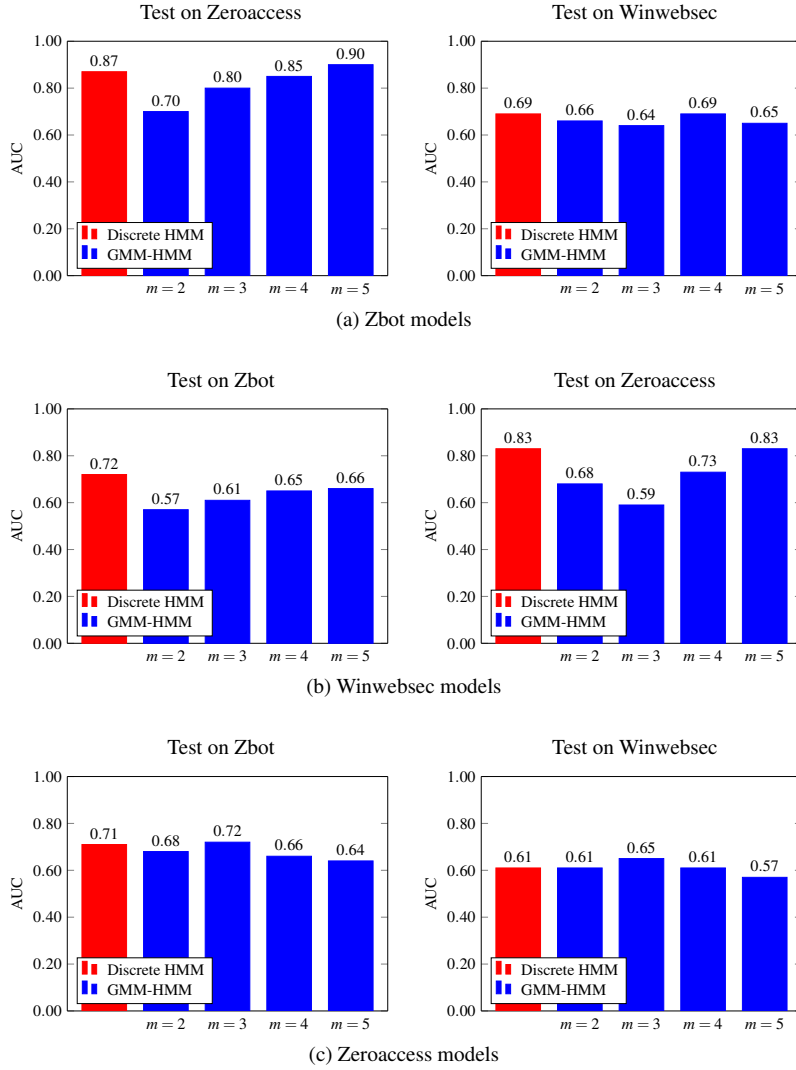 Test on Zeroaccess
1.00
0.80
0.60
0.40
0.20
0.00
AUC
0.87
0.70
0.80
0.85
0.90
Discrete HMM
GMM-HMM
m = 2
m = 3
m = 4
m = 5
Test on Winwebsec
1.00
0.80
0.60
0.40
0.20
0.00
AUC
0.69
0.66
0.64
0.69
0.65
Discrete HMM
GMM-HMM
m = 2
m = 3
m = 4
m = 5
(a) Zbot models
Test on Zbot
1.00
0.80
0.60
0.40
0.20
0.00
AUC
0.72
0.57
0.61
0.65
0.66
Discrete HMM
GMM-HMM
m = 2
m = 3
m = 4
m = 5
Test on Zeroaccess
1.00
0.80
0.60
0.40
0.20
0.00
AUC
0.83
0.68
0.59
0.73
0.83
Discrete HMM
GMM-HMM
m = 2
m = 3
m = 4
m = 5
(b) Winwebsec models
Test on Zbot
1.00
0.80
0.60
0.40
0.20
0.00
AUC
0.71
0.68
0.72
0.66
0.64
Discrete HMM
GMM-HMM
m = 2
m = 3
m = 4
m = 5
Test on Winwebsec
1.00
0.80
0.60
0.40
0.20
0.00
AUC
0.61
0.61
0.65
0.61
0.57
Discrete HMM
GMM-HMM
m = 2
m = 3
m = 4
m = 5
(c) Zeroaccess models